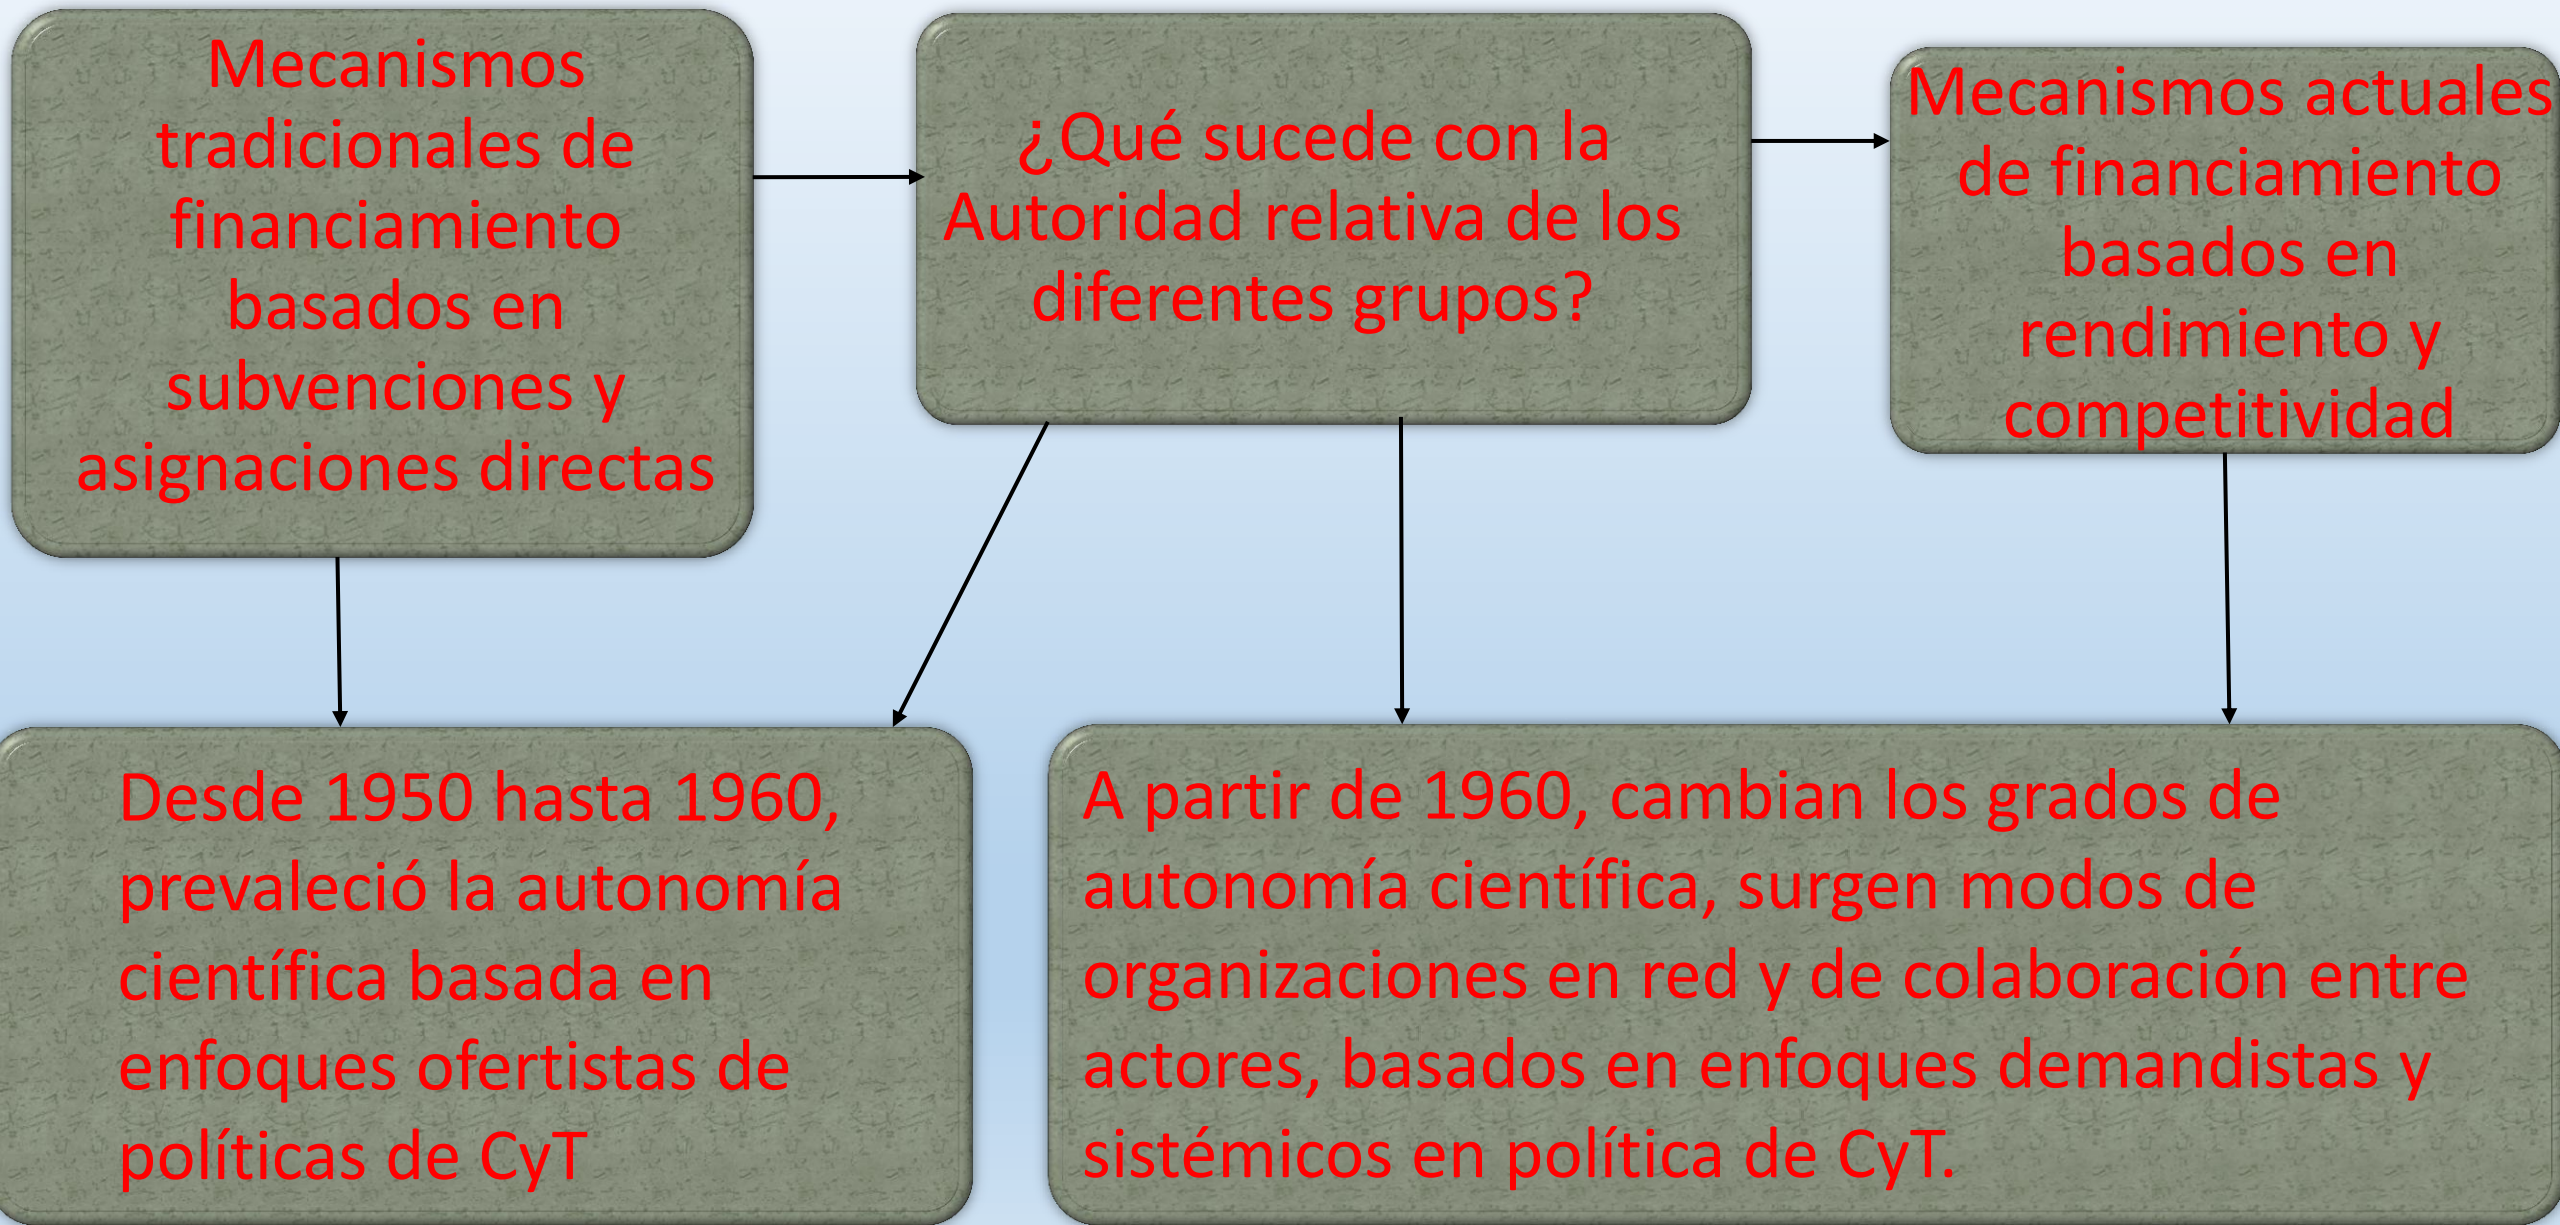 Mecanismos
tradicionales de
financiamiento
basados en
subvenciones y
asignaciones directas
¿Qué sucede con la
Autoridad relativa de los
diferentes grupos?
Mecanismos actuales
de financiamiento
basados en
rendimiento y
competitividad
Desde 1950 hasta 1960,
prevaleció la autonomía
científica basada en
enfoques ofertistas de
políticas de CyT
A partir de 1960, cambian los grados de
autonomía científica, surgen modos de
organizaciones en red y de colaboración entre
actores, basados en enfoques demandistas y
sistémicos en política de CyT.